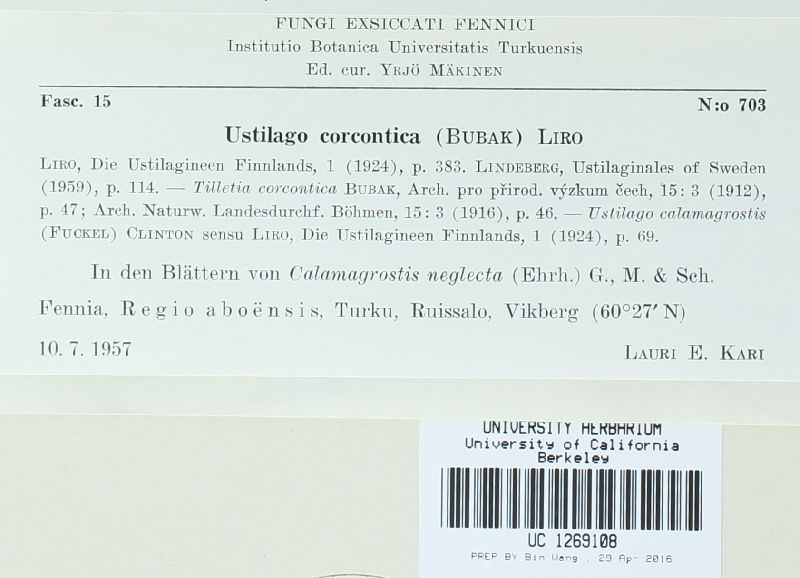 FUNGI EXSICCATI FENNICI
Institutio Botanica Universitatis Turkuensis
Ed. cur. YRJÖ MÄKINEN
Fasc. 15 N:o 703
Ustilago corcontica (BUBAK) LIRO
LIRO, Die Ustilagineen Finnlands, 1 (1924), p. 383. LINDEBERG, Ustilaginales of Sweden
(1959), p. 114. — Tilletia corcontica BUBAK, Arch. pro přirod. výzkum čech, 15: 3 (1912),
p. 47; Arch. Naturw. Landesdurchf. Böhmen, 15: 3 (1916), p. 46. — Ustilago calamagrostis
(FUCKEL) CLINTON sensu LIRO, Die Ustilagineen Finnlands, 1 (1924), p. 69.
In den Blättern von Calamagrostis neglecta (Ehrh.) G., M. & Sch.
Fennia, Regio aboënsis, Turku, Ruissalo, Vikberg (60°27′ N)
10. 7. 1957 LAURI E. KARI
UNIVERSITY HERBARIUM
University of California
Berkeley
UC 1269108
PREP BY Bin Wang , 29 Apr 2016